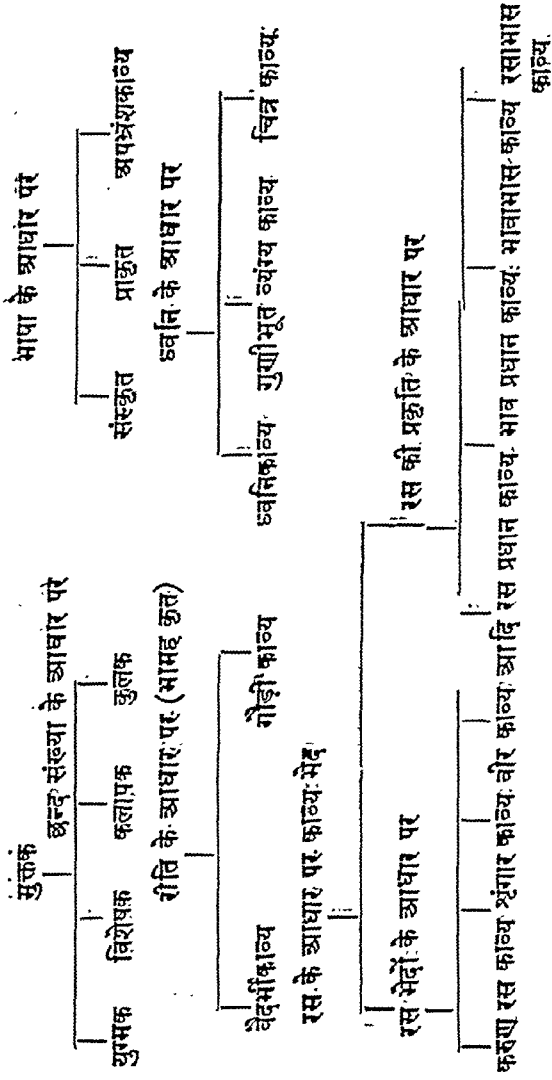 मुक्तक
छन्द संख्या के आधार पर
युग्मक विशेषक कलापक कुलक
भाषा के आधार पर
संस्कृत प्राकृत अपभ्रंशकाव्य
रीति के आधार पर (भामह कृत)
वैदर्भीकाव्य गौड़ी काव्य
ध्वनि के आधार पर
ध्वनिकाव्य गुणीभूत व्यंग्य काव्य चित्र काव्य
रस के आधार पर काव्य भेद
रस भेदों के आधार पर रस की प्रकृति के आधार पर
करुण रस काव्य श्रृंगार काव्य वीर काव्य आदि रस प्रधान काव्य भाव प्रधान काव्य भावाभास काव्य रसाभास
काव्य